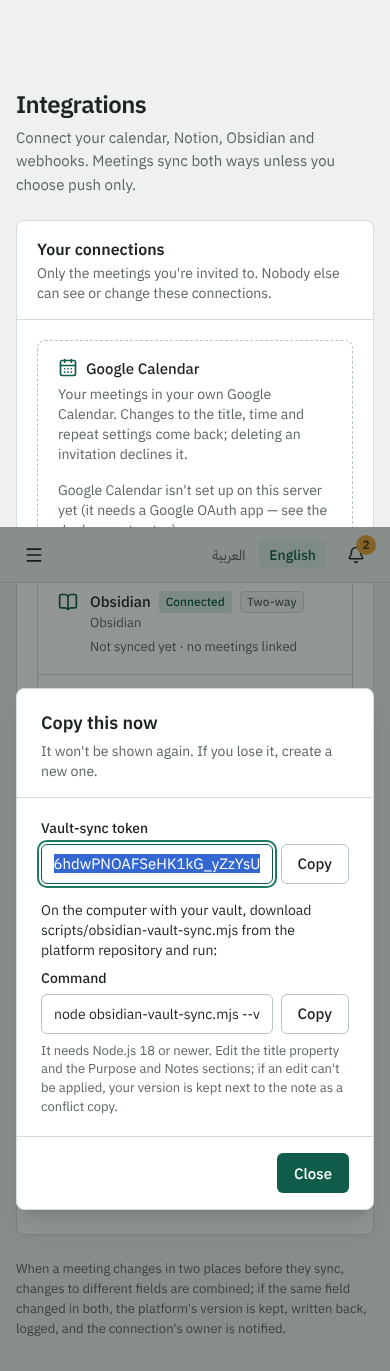 Integrations
Connect your calendar, Notion, Obsidian and
webhooks. Meetings sync both ways unless you
choose push only.
Your connections
Only the meetings you're invited to. Nobody else
can see or change these connections.
Google Calendar
Your meetings in your own Google
Calendar. Changes to the title, time and
repeat settings come back; deleting an
invitation declines it.
Google Calendar isn't set up on this server
yet (it needs a Google OAuth app — see the
العربية English 2
Obsidian Connected Two-way
Obsidian
Not synced yet · no meetings linked
Copy this now
It won't be shown again. If you lose it, create a
new one.
Vault-sync token
6hdwPNOAFSeHK1kG_yZzYsU Copy
On the computer with your vault, download
scripts/obsidian-vault-sync.mjs from the
platform repository and run:
Command
node obsidian-vault-sync.mjs --v Copy
It needs Node.js 18 or newer. Edit the title property
and the Purpose and Notes sections; if an edit can't
be applied, your version is kept next to the note as a
conflict copy.
Close
When a meeting changes in two places before they sync,
changes to different fields are combined; if the same field
changed in both, the platform's version is kept, written back,
logged, and the connection's owner is notified.